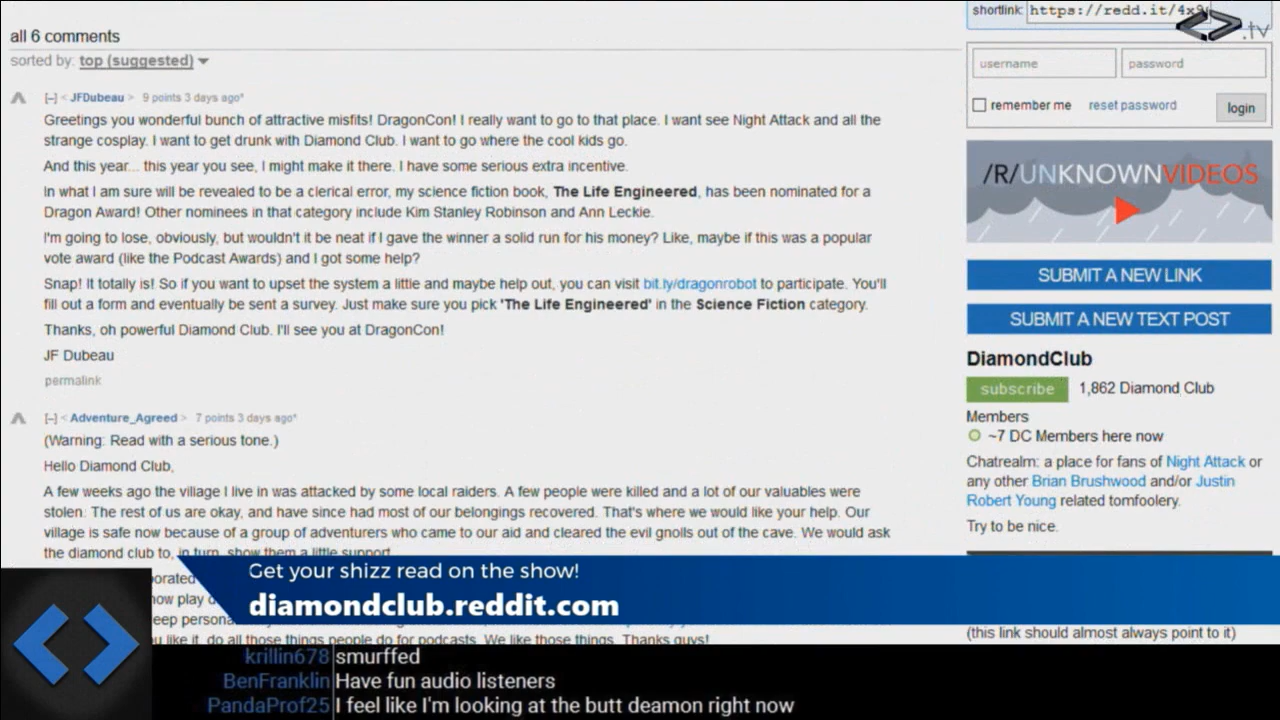 shortlink: https://redd.it/4x9
.tv
all 6 comments
sorted by: top (suggested)
username password
remember me reset password login
[–] < JFDubeau > 9 points 3 days ago*
Greetings you wonderful bunch of attractive misfits! DragonCon! I really want to go to that place. I want see Night Attack and all the
strange cosplay. I want to get drunk with Diamond Club. I want to go where the cool kids go.
And this year... this year you see, I might make it there. I have some serious extra incentive.
In what I am sure will be revealed to be a clerical error, my science fiction book, The Life Engineered, has been nominated for a
Dragon Award! Other nominees in that category include Kim Stanley Robinson and Ann Leckie.
I'm going to lose, obviously, but wouldn't it be neat if I gave the winner a solid run for his money? Like, maybe if this was a popular
vote award (like the Podcast Awards) and I got some help?
Snap! It totally is! So if you want to upset the system a little and maybe help out, you can visit bit.ly/dragonrobot to participate. You'll
fill out a form and eventually be sent a survey. Just make sure you pick 'The Life Engineered' in the Science Fiction category.
Thanks, oh powerful Diamond Club. I'll see you at DragonCon!
JF Dubeau
permalink
[–] < Adventure_Agreed > 7 points 3 days ago*
(Warning: Read with a serious tone.)
Hello Diamond Club,
A few weeks ago the village I live in was attacked by some local raiders. A few people were killed and a lot of our valuables were
stolen. The rest of us are okay, and have since had most of our belongings recovered. That's where we would like your help. Our
village is safe now because of a group of adventurers who came to our aid and cleared the evil gnolls out of the cave. We would ask
the diamond club to, in turn, show them a little support
/R/UNKNOWNVIDEOS
SUBMIT A NEW LINK
SUBMIT A NEW TEXT POST
DiamondClub
subscribe 1,862 Diamond Club
Members
~7 DC Members here now
Chatrealm: a place for fans of Night Attack or
any other Brian Brushwood and/or Justin
Robert Young related tomfoolery.
Try to be nice.
(this link should almost always point to it)
Get your shizz read on the show!
diamondclub.reddit.com
like it, do all those things people do for podcasts. We like those things. Thanks guys!
krillin678 smurffed
BenFranklin Have fun audio listeners
PandaProf25 I feel like I'm looking at the butt deamon right now